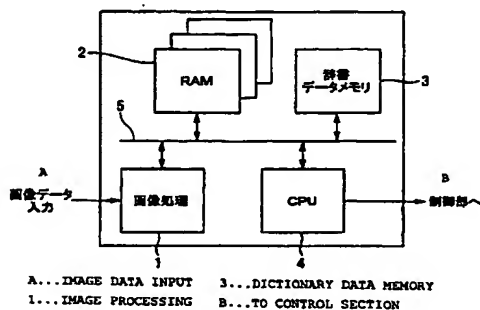 2
RAM
辞書
データメモリ
3
5
A
画像データ
入力
画像処理
CPU
B
制御部へ
1
4
A...IMAGE DATA INPUT 3...DICTIONARY DATA MEMORY
1...IMAGE PROCESSING B...TO CONTROL SECTION